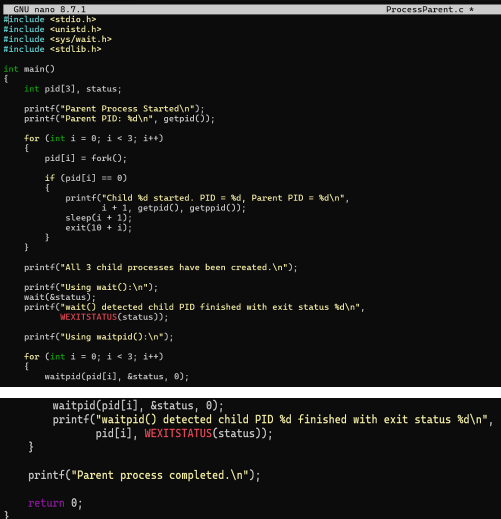 GNU nano 8.7.1 ProcessParent.c *
#include <stdio.h>
#include <unistd.h>
#include <sys/wait.h>
#include <stdlib.h>
int main()
{
int pid[3], status;
printf("Parent Process Started\n");
printf("Parent PID: %d\n", getpid());
for (int i = 0; i < 3; i++)
{
pid[i] = fork();
if (pid[i] == 0)
{
printf("Child %d started. PID = %d, Parent PID = %d\n",
i + 1, getpid(), getppid());
sleep(i + 1);
exit(10 + i);
}
}
printf("All 3 child processes have been created.\n");
printf("Using wait():\n");
wait(&status);
printf("wait() detected child PID finished with exit status %d\n",
WEXITSTATUS(status));
printf("Using waitpid():\n");
for (int i = 0; i < 3; i++)
{
waitpid(pid[i], &status, 0);
waitpid(pid[i], &status, 0);
printf("waitpid() detected child PID %d finished with exit status %d\n",
pid[i], WEXITSTATUS(status));
}
printf("Parent process completed.\n");
return 0;
}